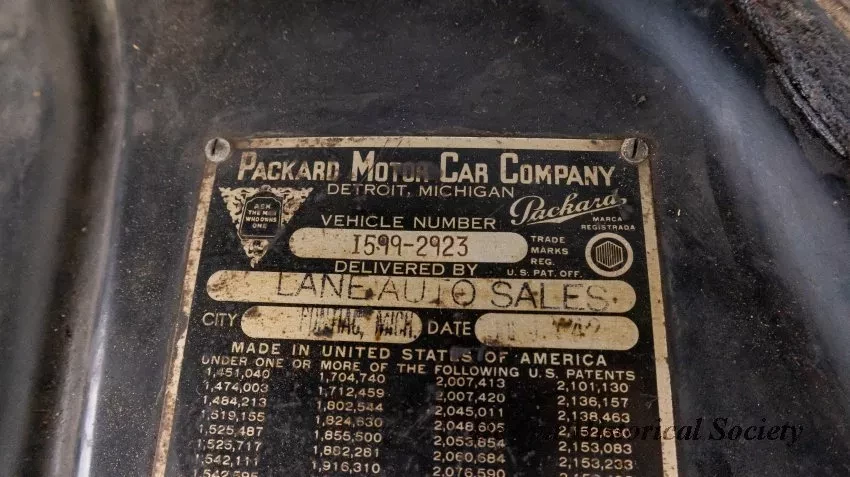 PACKARD MOTOR CAR COMPANY
DETROIT, MICHIGAN
ASK
THE MAN
WHO OWNS
ONE
Packard
MARCA
REGISTRADA
VEHICLE NUMBER
1599-2923
TRADE
MARKS
REG.
U.S. PAT. OFF.
DELIVERED BY
LANE AUTO SALES
CITY PONTIAC, MICH DATE
MADE IN UNITED STATES OF AMERICA
UNDER ONE OR MORE OF THE FOLLOWING U.S. PATENTS
1,451,040 1,704,740 2,007,413 2,101,130
1,474,003 1,712,459 2,007,420 2,136,157
1,484,213 1,802,544 2,045,011 2,138,463
1,519,155 1,824,630 2,048,605
1,525,487 1,855,500 2,053,854 2,153,083
1,525,717 1,882,281 2,060,684 2,153,233
1,542,111 1,916,310 2,076,590
Historical Society